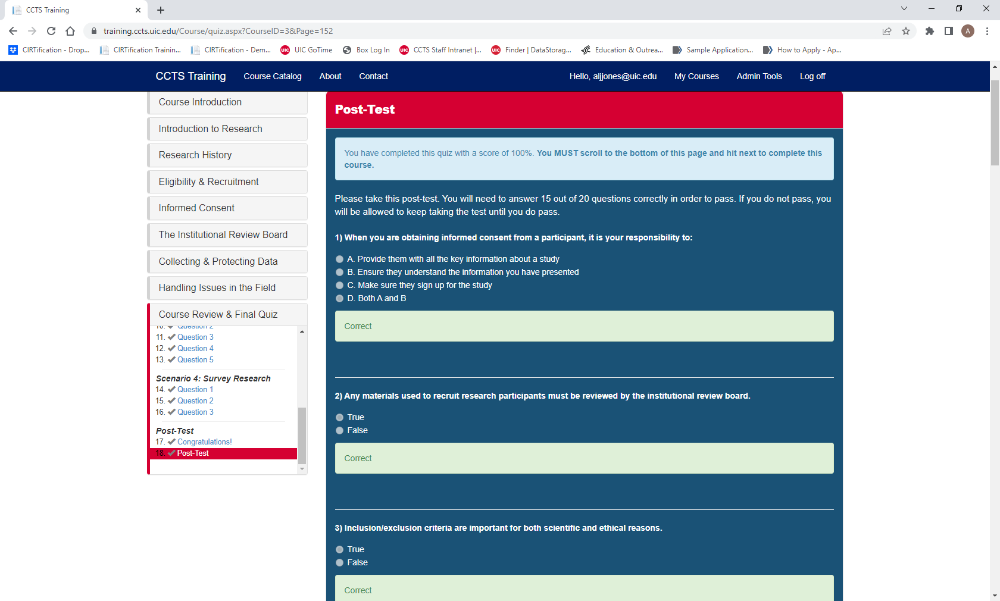 CCTS Training
training.ccts.uic.edu/Course/quiz.aspx?CourseID=3&Page=152
A
CIRTification - Drop...
CIRTification Trainin...
CIRTification - Dem...
UIC
UIC GoTime
Box Log In
UIC
CCTS Staff Intranet |...
UIC
Finder | DataStorag...
Education & Outrea...
Sample Application...
How to Apply - Ap...
CCTS Training
Course Catalog
About
Contact
Hello, aljjones@uic.edu
My Courses
Admin Tools
Log off
Course Introduction
Introduction to Research
Research History
Eligibility & Recruitment
Informed Consent
The Institutional Review Board
Collecting & Protecting Data
Handling Issues in the Field
Course Review & Final Quiz
10. Question 2
11. Question 3
12. Question 4
13. Question 5
Scenario 4: Survey Research
14. Question 1
15. Question 2
16. Question 3
Post-Test
17. Congratulations!
18. Post-Test
Post-Test
You have completed this quiz with a score of 100%. You MUST scroll to the bottom of this page and hit next to complete this
course.
Please take this post-test. You will need to answer 15 out of 20 questions correctly in order to pass. If you do not pass, you
will be allowed to keep taking the test until you do pass.
1) When you are obtaining informed consent from a participant, it is your responsibility to:
A. Provide them with all the key information about a study
B. Ensure they understand the information you have presented
C. Make sure they sign up for the study
D. Both A and B
Correct
2) Any materials used to recruit research participants must be reviewed by the institutional review board.
True
False
Correct
3) Inclusion/exclusion criteria are important for both scientific and ethical reasons.
True
False
Correct